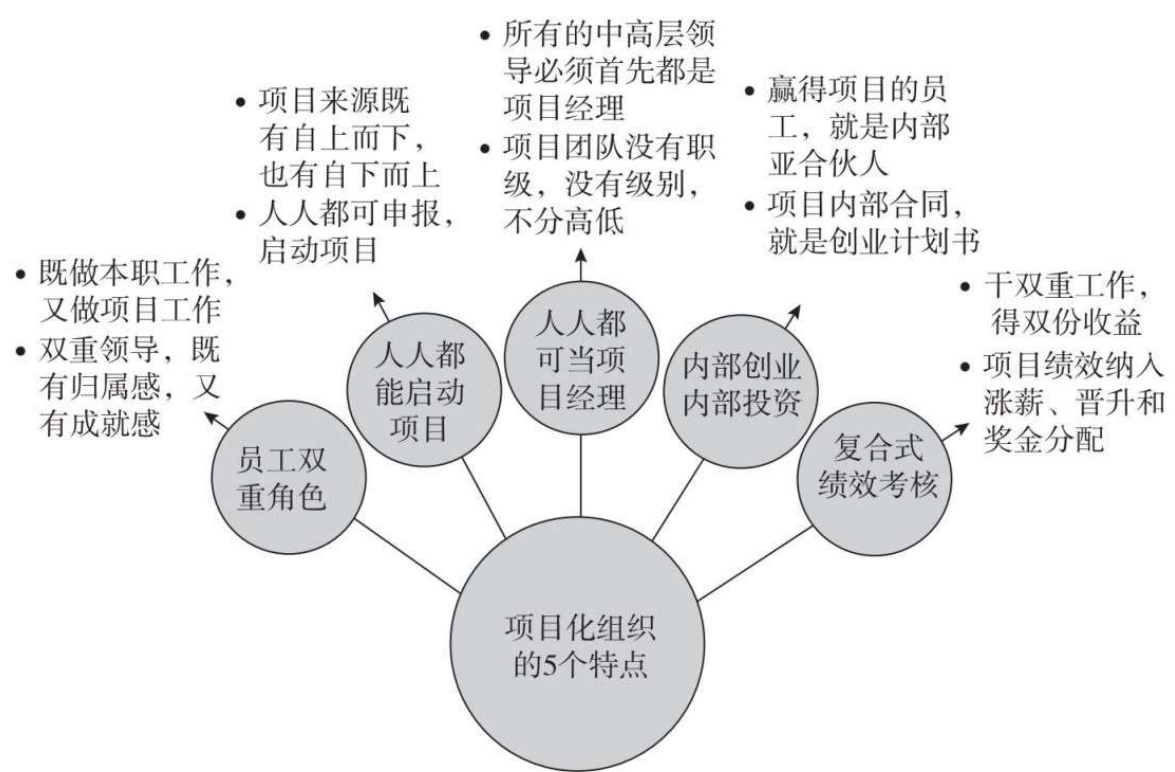 • 所有的中高层领
导必须首先都是
项目经理
• 项目团队没有职
级，没有级别，
不分高低
• 项目来源既
有自上而下，
也有自下而上
• 人人都可申报，
启动项目
• 赢得项目的员
工，就是内部
亚合伙人
• 项目内部合同，
就是创业计划书
• 既做本职工作，
又做项目工作
• 双重领导，既
有归属感，又
有成就感
• 干双重工作，
得双份收益
• 项目绩效纳入
涨薪、晋升和
奖金分配
员工双
重角色
人人都
能启动
项目
人人都
可当项
目经理
内部创业
内部投资
复合式
绩效考核
项目化组织
的5个特点